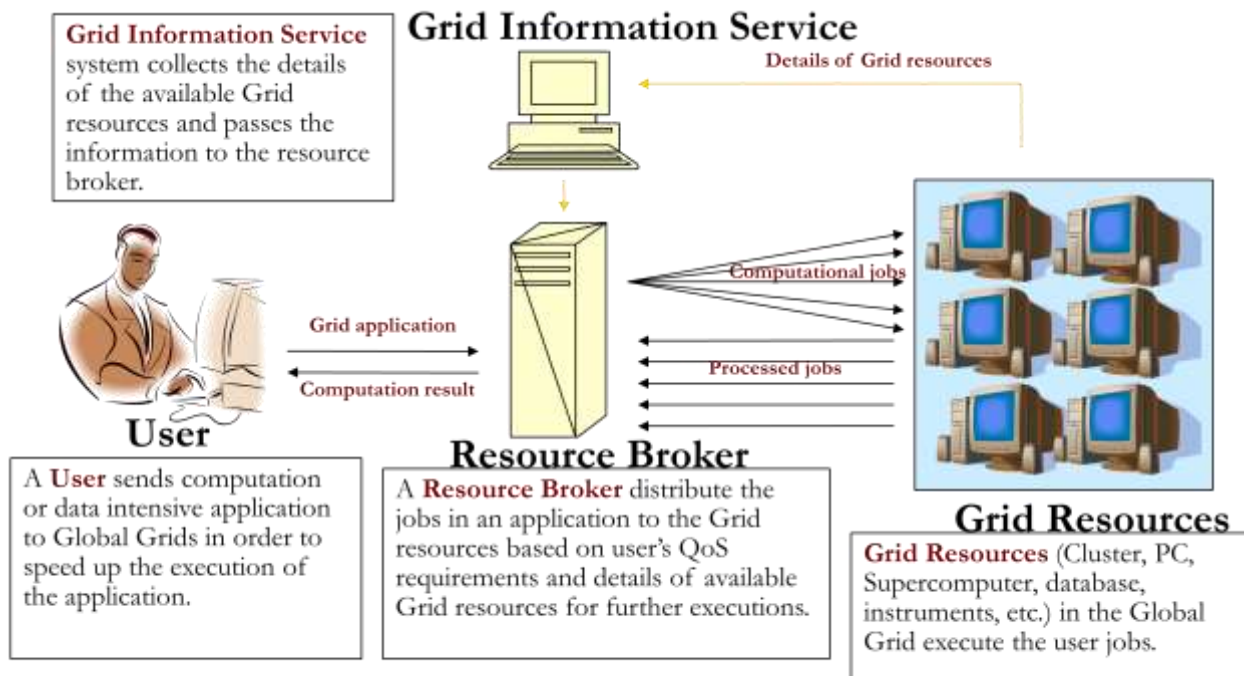 Grid Information Service
Grid Information Service
system collects the details
of the available Grid
resources and passes the
information to the resource
broker.
Details of Grid resources
Computational jobs
Grid application
Processed jobs
Computation result
User
A User sends computation
or data intensive application
to Global Grids in order to
speed up the execution of
the application.
Resource Broker
A Resource Broker distribute the
jobs in an application to the Grid
resources based on user's QoS
requirements and details of available
Grid resources for further executions.
Grid Resources
Grid Resources (Cluster, PC,
Supercomputer, database,
instruments, etc.) in the Global
Grid execute the user jobs.